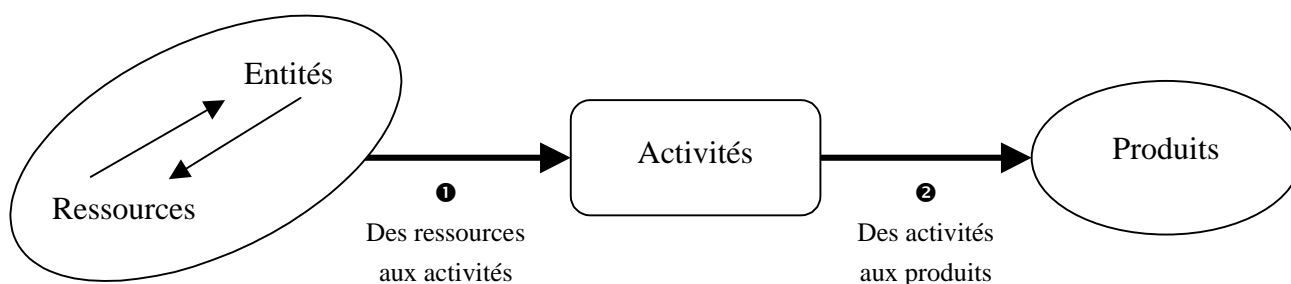 Entités
Ressources
❶
Des ressources
aux activités
Activités
❷
Des activités
aux produits
Produits